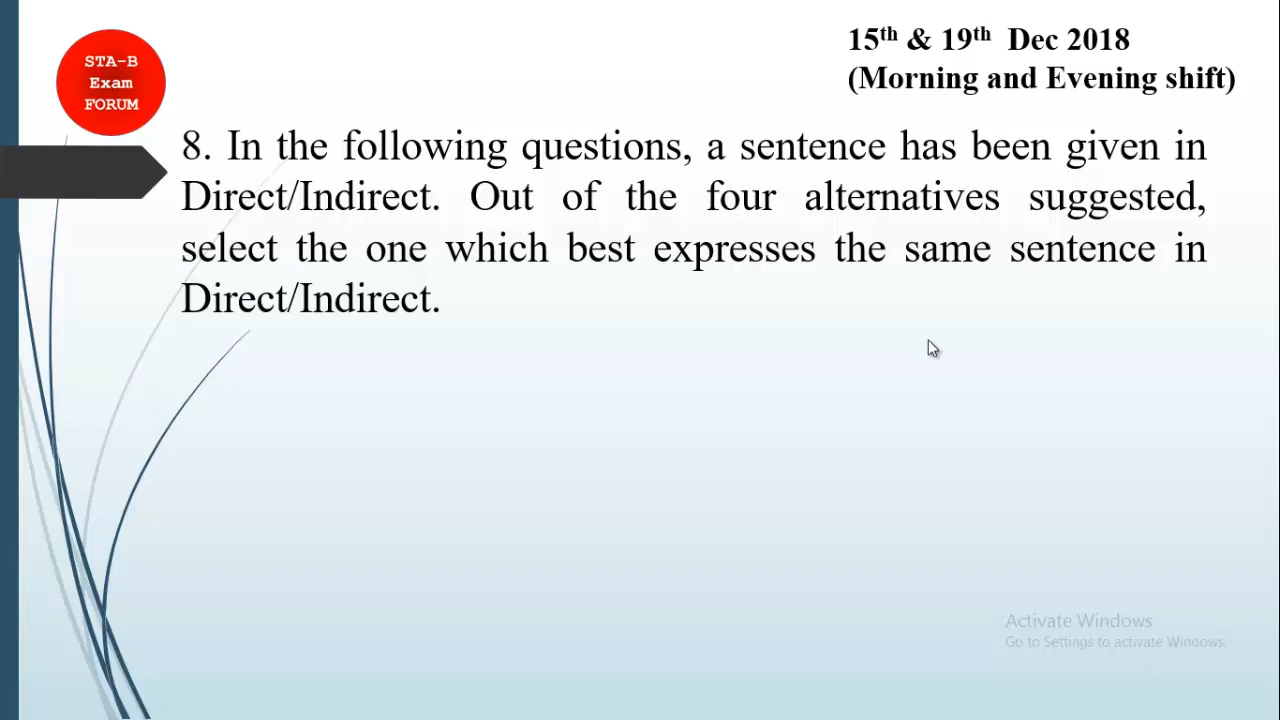 STA-B
Exam
FORUM
15th & 19th Dec 2018
(Morning and Evening shift)
8. In the following questions, a sentence has been given in
Direct/Indirect. Out of the four alternatives suggested,
select the one which best expresses the same sentence in
Direct/Indirect.
Activate Windows
Go to Settings to activate Windows.